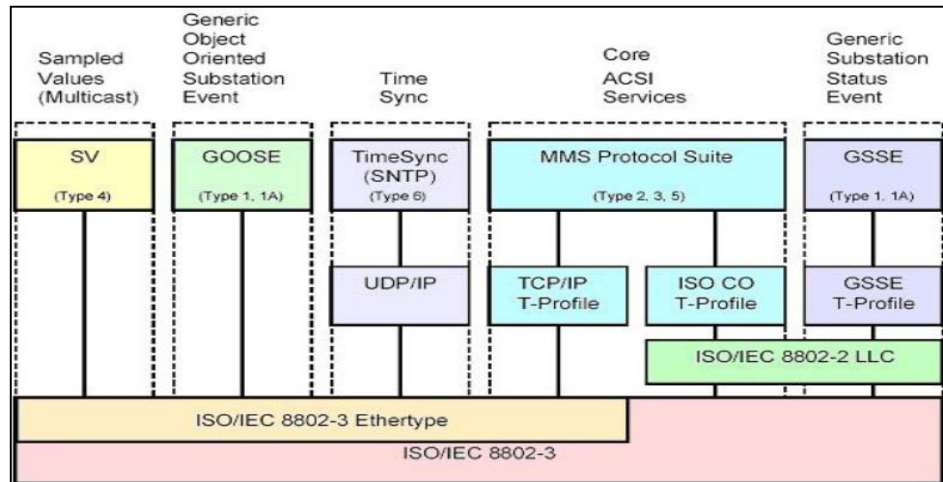 Sampled
Values
(Multicast)
Generic
Object
Oriented
Substation
Event
Time
Sync
Core
ACSI
Services
Generic
Substation
Status
Event
SV
(Type 4)
GOOSE
(Type 1, 1A)
TimeSync
(SNTP)
(Type 6)
MMS Protocol Suite
(Type 2, 3, 5)
GSSE
(Type 1, 1A)
UDP/IP
TCP/IP
T-Profile
ISO CO
T-Profile
GSSE
T-Profile
ISO/IEC 8802-2 LLC
ISO/IEC 8802-3 Ethertype
ISO/IEC 8802-3